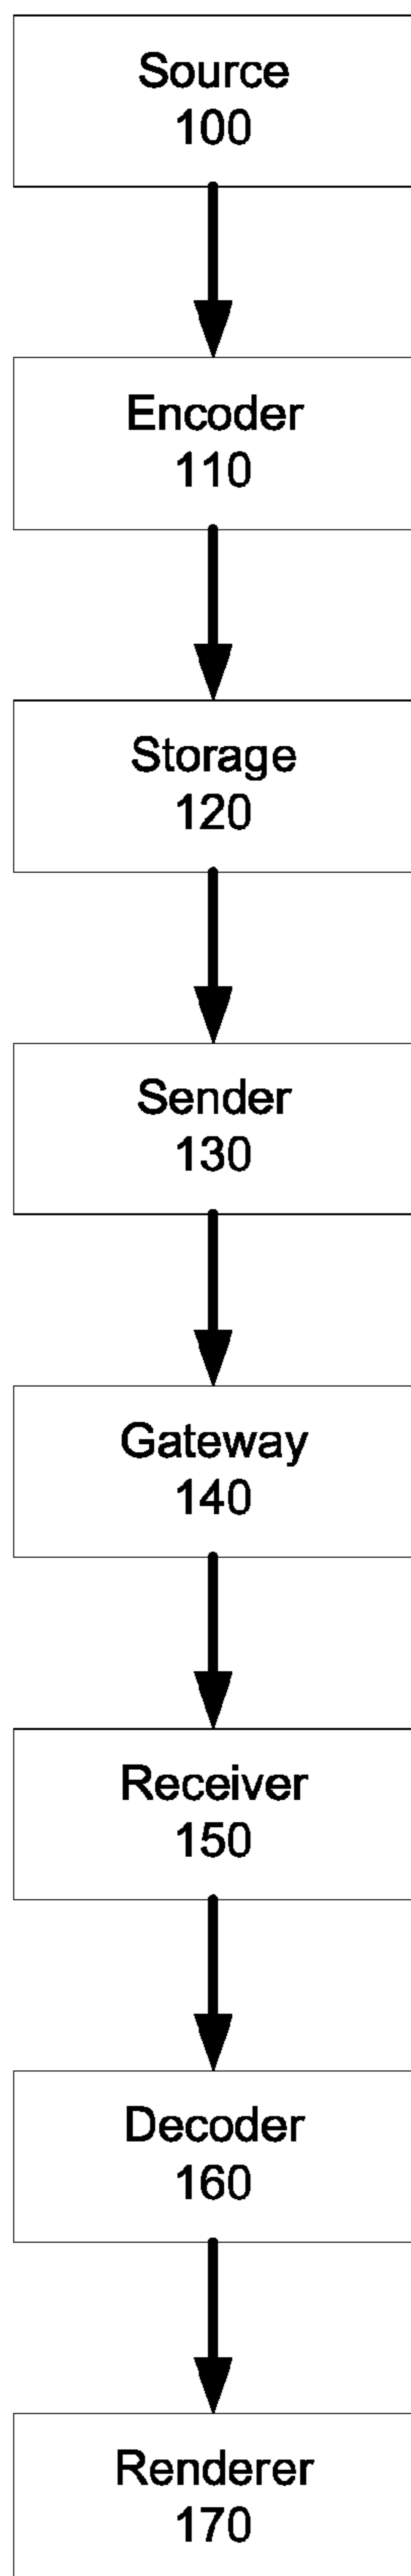 Source
100
Encoder
110
Storage
120
Sender
130
Gateway
140
Receiver
150
Decoder
160
Renderer
170